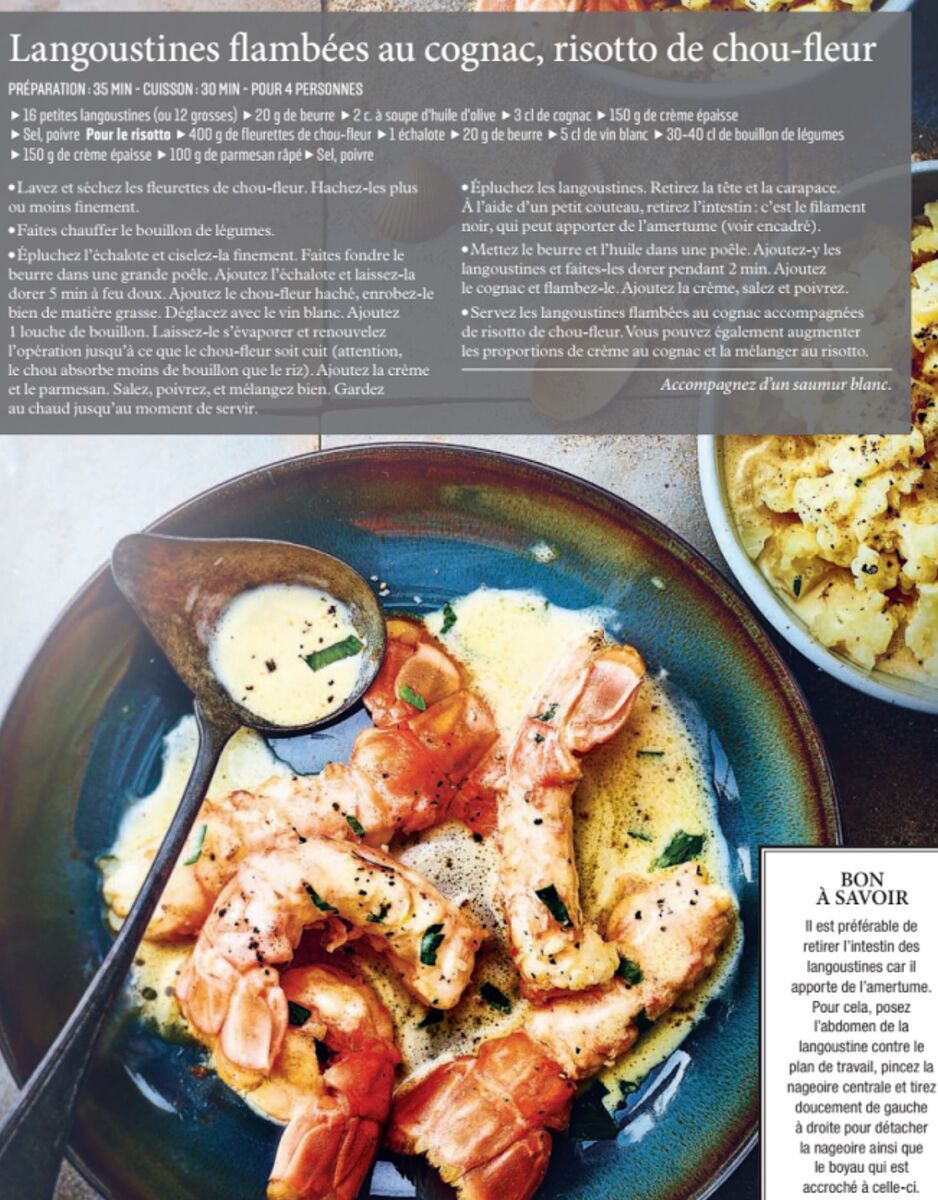 Langoustines flambées au cognac, risotto de chou-fleur
PRÉPARATION : 35 MIN - CUISSON : 30 MIN - POUR 4 PERSONNES
▶ 16 petites langoustines (ou 12 grosses) ▶ 20 g de beurre ▶ 2 c. à soupe d'huile d'olive ▶ 3 cl de cognac ▶ 150 g de crème épaisse
▶ Sel, poivre Pour le risotto ▶ 400 g de fleurettes de chou-fleur ▶ 1 échalote ▶ 20 g de beurre ▶ 5 cl de vin blanc ▶ 30-40 cl de bouillon de légumes
▶ 150 g de crème épaisse ▶ 100 g de parmesan râpé ▶ Sel, poivre
• Lavez et séchez les fleurettes de chou-fleur. Hachez-les plus
ou moins finement.
• Faites chauffer le bouillon de légumes.
• Épluchez l'échalote et ciselez-la finement. Faites fondre le
beurre dans une grande poêle. Ajoutez l'échalote et laissez-la
dorer 5 min à feu doux. Ajoutez le chou-fleur haché, enrobez-le
bien de matière grasse. Déglacez avec le vin blanc. Ajoutez
1 louche de bouillon. Laissez-le s'évaporer et renouvelez
l'opération jusqu'à ce que le chou-fleur soit cuit (attention,
le chou absorbe moins de bouillon que le riz). Ajoutez la crème
et le parmesan. Salez, poivrez, et mélangez bien. Gardez
au chaud jusqu'au moment de servir.
• Épluchez les langoustines. Retirez la tête et la carapace.
À l'aide d'un petit couteau, retirez l'intestin : c'est le filament
noir, qui peut apporter de l'amertume (voir encadré).
• Mettez le beurre et l'huile dans une poêle. Ajoutez-y les
langoustines et faites-les dorer pendant 2 min. Ajoutez
le cognac et flambez-le. Ajoutez la crème, salez et poivrez.
• Servez les langoustines flambées au cognac accompagnées
de risotto de chou-fleur. Vous pouvez également augmenter
les proportions de crème au cognac et la mélanger au risotto.
Accompagnez d'un saumur blanc.
BON
À SAVOIR
Il est préférable de
retirer l'intestin des
langoustines car il
apporte de l'amertume.
Pour cela, posez
l'abdomen de la
langoustine contre le
plan de travail, pincez la
nageoire centrale et tirez
doucement de gauche
à droite pour détacher
la nageoire ainsi que
le boyau qui est
accroché à celle-ci.